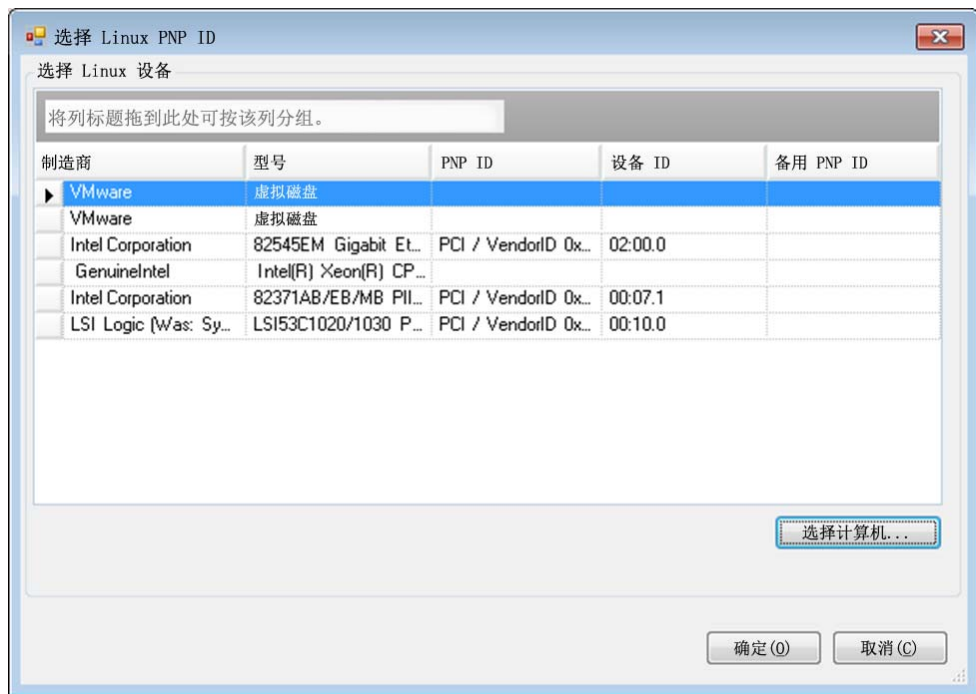 选择 Linux PNP ID
选择 Linux 设备
将列标题拖到此处可按该列分组。
制造商 型号 PNP ID 设备 ID 备用 PNP ID
VMware 虚拟磁盘
VMware 虚拟磁盘
Intel Corporation 82545EM Gigabit Et... PCI / VendorID 0x... 02:00.0
GenuineIntel Intel(R) Xeon(R) CP...
Intel Corporation 82371AB/EB/MB PII... PCI / VendorID 0x... 00:07.1
LSI Logic (Was: Sy... LSI53C1020/1030 P... PCI / VendorID 0x... 00:10.0
选择计算机...
确定(O) 取消(C)